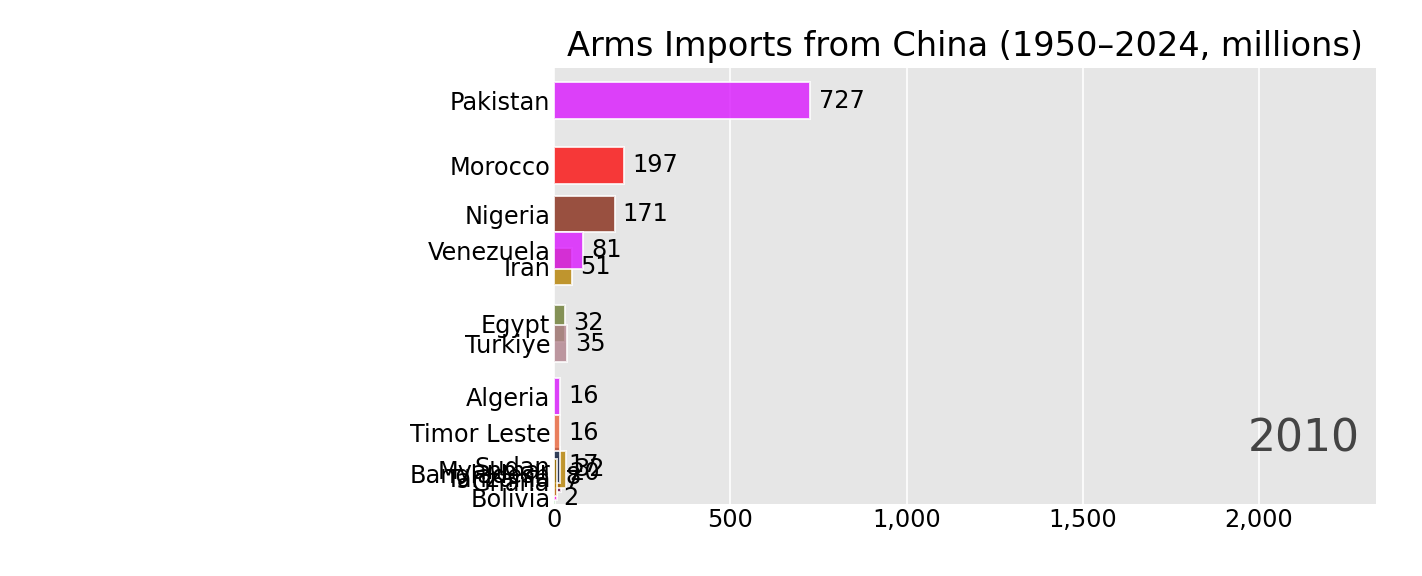 Arms Imports from China (1950–2024, millions)
Pakistan 727
Morocco 197
Nigeria 171
Venezuela 81
Iran 51
Egypt 32
Turkiye 35
Algeria 16
Timor Leste 16
Sudan 17
Ghana
Bolivia 2
2010
0 500 1,000 1,500 2,000